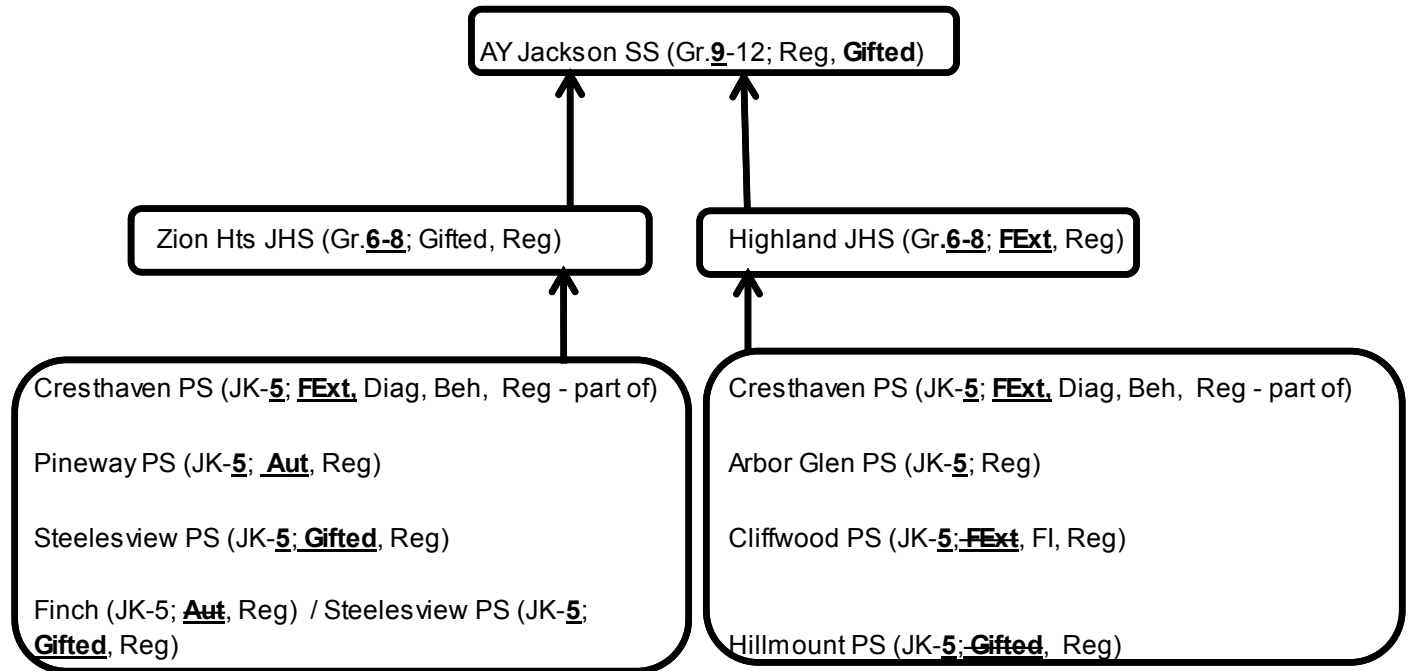 AY Jackson SS (Gr.9-12; Reg, Gifted)
Zion Hts JHS (Gr.6-8; Gifted, Reg)
Highland JHS (Gr.6-8; FExt, Reg)
Cresthaven PS (JK-5; FExt, Diag, Beh, Reg - part of)
Pineway PS (JK-5; Aut, Reg)
Steelesview PS (JK-5; Gifted, Reg)
Finch (JK-5; Aut, Reg) / Steelesview PS (JK-5;
Gifted, Reg)
Cresthaven PS (JK-5; FExt, Diag, Beh, Reg - part of)
Arbor Glen PS (JK-5; Reg)
Cliffwood PS (JK-5; FExt, FI, Reg)
Hillmount PS (JK-5; Gifted, Reg)